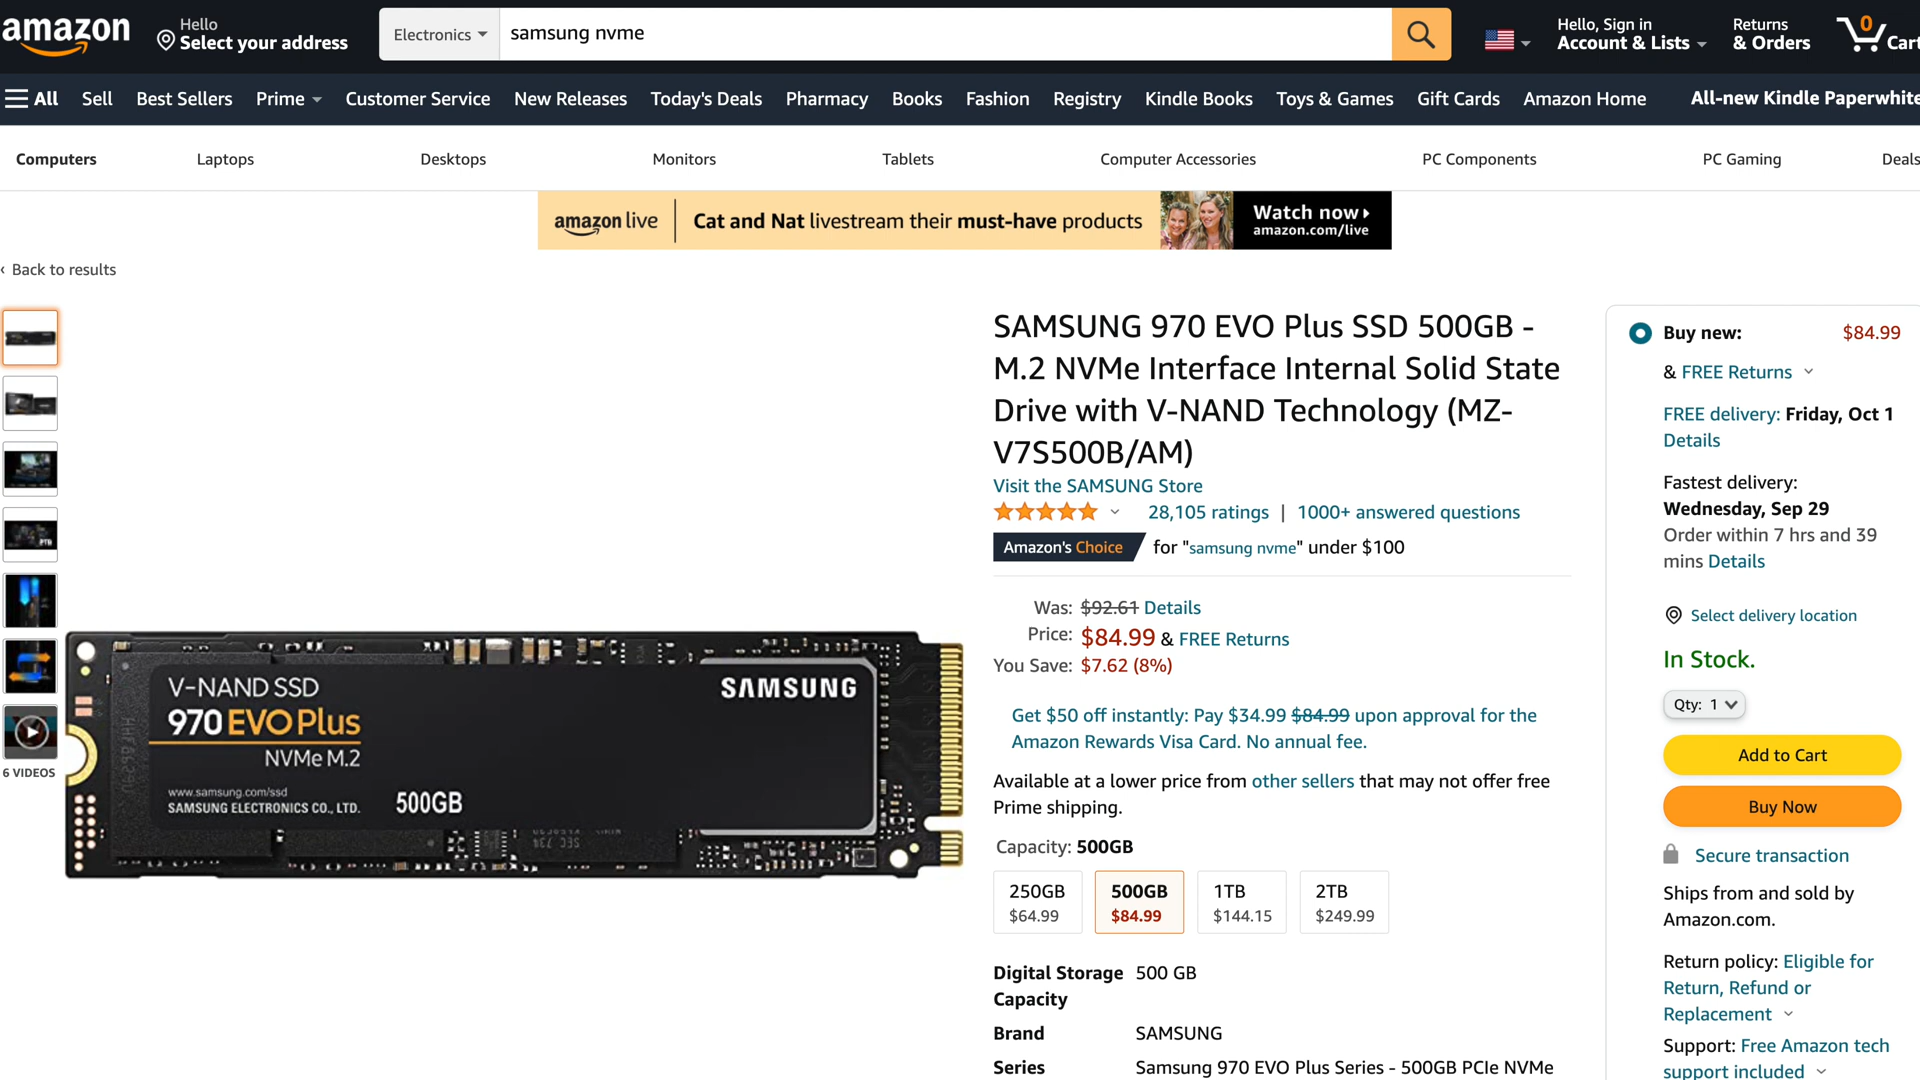 amazon
Hello
Select your address
Electronics
samsung nvme
Hello, Sign in
Account & Lists
Returns
& Orders
0
Cart
All
Sell
Best Sellers
Prime
Customer Service
New Releases
Today's Deals
Pharmacy
Books
Fashion
Registry
Kindle Books
Toys & Games
Gift Cards
Amazon Home
All-new Kindle Paperwhite
Computers
Laptops
Desktops
Monitors
Tablets
Computer Accessories
PC Components
PC Gaming
Deals
amazon live
Cat and Nat livestream their must-have products
Watch now
amazon.com/live
‹ Back to results
6 VIDEOS
V-NAND SSD
970 EVO Plus
NVMe M.2
www.samsung.com/ssd
SAMSUNG ELECTRONICS CO., LTD.
500GB
SAMSUNG
SAMSUNG 970 EVO Plus SSD 500GB -
M.2 NVMe Interface Internal Solid State
Drive with V-NAND Technology (MZ-
V7S500B/AM)
Visit the SAMSUNG Store
28,105 ratings | 1000+ answered questions
Amazon's Choice for "samsung nvme" under $100
Was: $92.61 Details
Price: $84.99 & FREE Returns
You Save: $7.62 (8%)
Get $50 off instantly: Pay $34.99 $84.99 upon approval for the
Amazon Rewards Visa Card. No annual fee.
Available at a lower price from other sellers that may not offer free
Prime shipping.
Capacity: 500GB
250GB
$64.99
500GB
$84.99
1TB
$144.15
2TB
$249.99
Digital Storage 500 GB
Capacity
Brand SAMSUNG
Series Samsung 970 EVO Plus Series - 500GB PCIe NVMe
Buy new: $84.99
& FREE Returns
FREE delivery: Friday, Oct 1
Details
Fastest delivery:
Wednesday, Sep 29
Order within 7 hrs and 39
mins Details
Select delivery location
In Stock.
Qty: 1
Add to Cart
Buy Now
Secure transaction
Ships from and sold by
Amazon.com.
Return policy: Eligible for
Return, Refund or
Replacement
Support: Free Amazon tech
support included